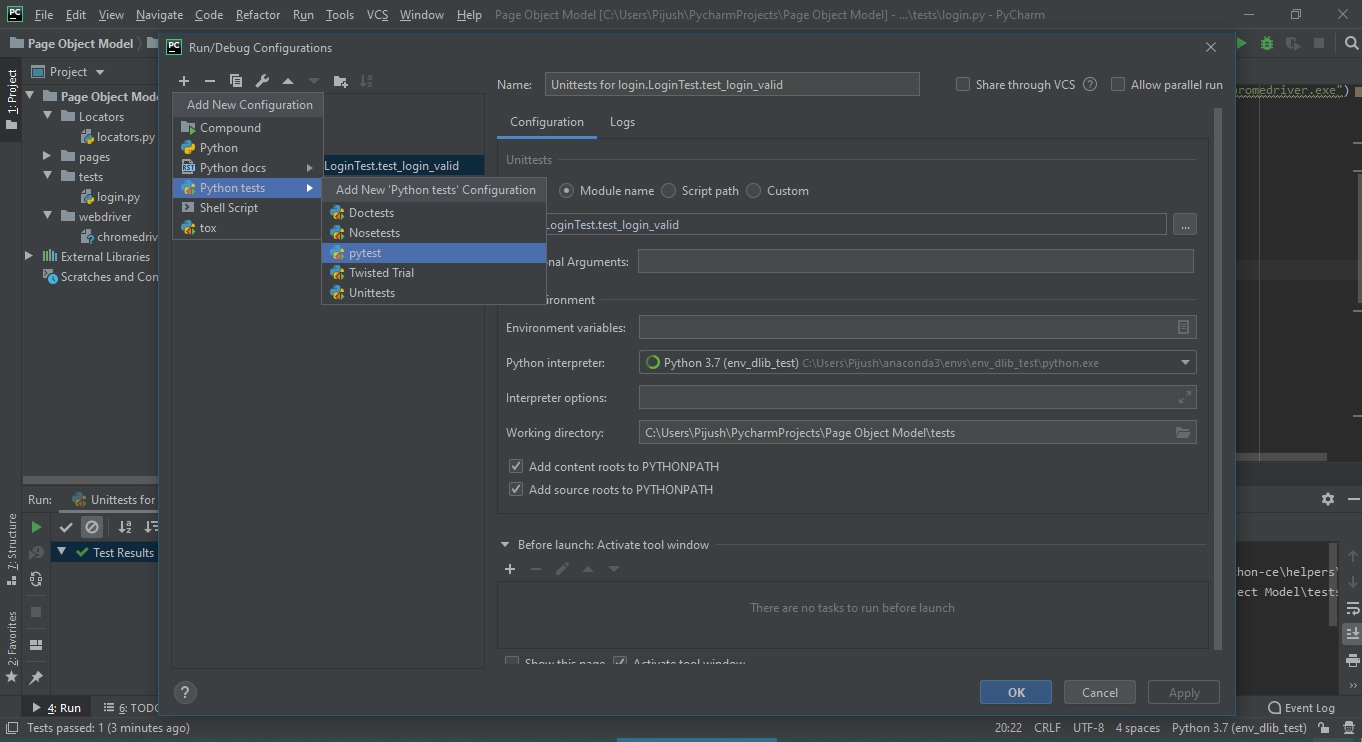 PC File Edit View Navigate Code Refactor Run Tools VCS Window Help Page Object Model [C:\Users\Pijush\PycharmProjects\Page Object Model] - ...\tests\login.py - PyCharm
Page Object Model
PC Run/Debug Configurations
1: Project
Project
Page Object Mode
Locators
locators.py
pages
tests
login.py
webdriver
chromedriv
External Libraries
Scratches and Con
Add New Configuration
Compound
Python
Python docs
Python tests
Shell Script
tox
LoginTest.test_login_valid
Add New 'Python tests' Configuration
Doctests
Nosetests
pytest
Twisted Trial
Unittests
Name: Unittests for login.LoginTest.test_login_valid Share through VCS ? Allow parallel run
Configuration Logs
Unittests
Module name Script path Custom
LoginTest.test_login_valid ...
nal Arguments:
ironment
Environment variables:
Python interpreter: Python 3.7 (env_dlib_test) C:\Users\Pijush\anaconda3\envs\env_dlib_test\python.exe
Interpreter options:
Working directory: C:\Users\Pijush\PycharmProjects\Page Object Model\tests
Add content roots to PYTHONPATH
Add source roots to PYTHONPATH
Before launch: Activate tool window
There are no tasks to run before launch
Show this page Activate tool window
? OK Cancel Apply
romedriver.exe")
Run: Unittests for
Test Results
hon-ce\helpers\
ect Model\tests
7: Structure
2: Favorites
4: Run 6: TODO Event Log
Tests passed: 1 (3 minutes ago) 20:22 CRLF UTF-8 4 spaces Python 3.7 (env_dlib_test)